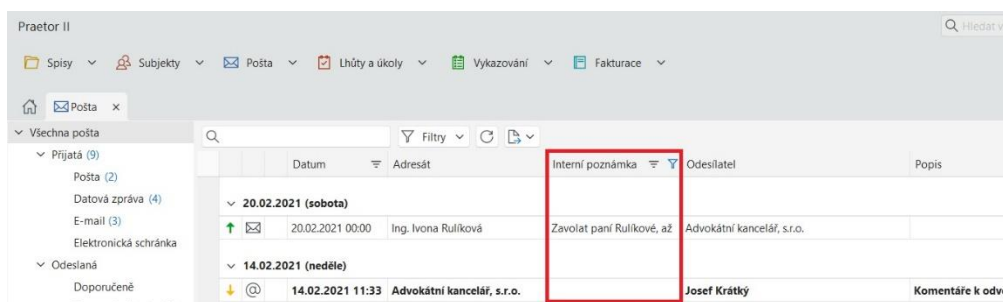 Praetor II
Hledat v
Spisy Subjekty Pošta Lhůty a úkoly Vykazování Fakturace
Pošta ×
Všechna pošta
Filtry
Přijatá (9)
Datum Adresát Interní poznámka Odesílatel Popis
Pošta (2)
Datová zpráva (4)
20.02.2021 (sobota)
E-mail (3)
20.02.2021 00:00 Ing. Ivona Rulíková Zavolat paní Rulíkové, až Advokátní kancelář, s.r.o.
Elektronická schránka
Odeslaná
14.02.2021 (neděle)
Doporučeně
@ 14.02.2021 11:33 Advokátní kancelář, s.r.o. Josef Krátký Komentáře k odv